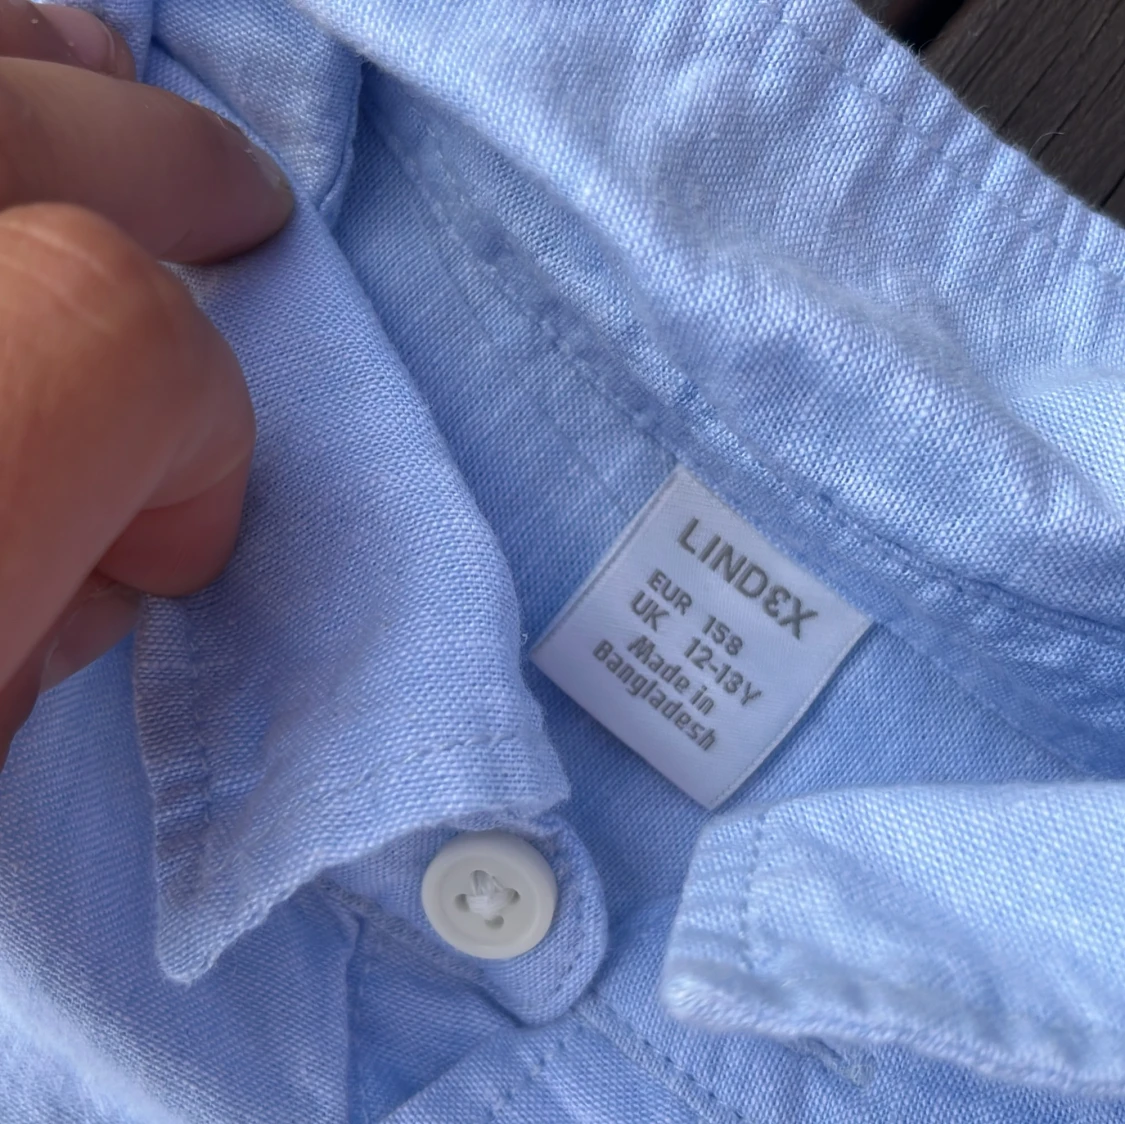 LINDEX
EUR 158
UK 12-13Y
Made in
Bangladesh